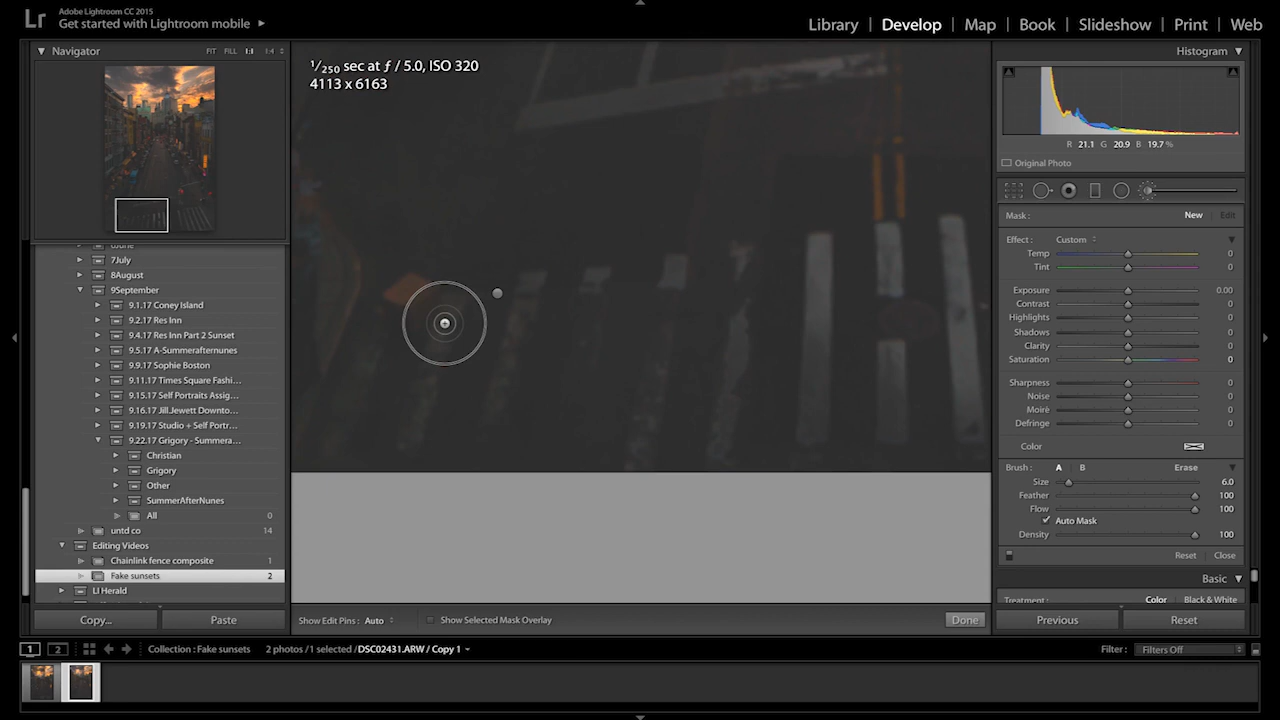 Lr Adobe Lightroom CC 2015
Get started with Lightroom mobile
Library | Develop | Map | Book | Slideshow | Print | Web
Navigator FIT FILL 1:1 1:4
7July
8August
9September
9.1.17 Coney Island
9.2.17 Res Inn
9.4.17 Res Inn Part 2 Sunset
9.5.17 A-Summerafternunes
9.9.17 Sophie Boston
9.11.17 Times Square Fashi...
9.15.17 Self Portraits Assig...
9.16.17 Jill.Jewett Downto...
9.19.17 Studio + Self Portr...
9.22.17 Grigory - Summera...
Christian
Grigory
Other
SummerAfterNunes
All 0
untd co 14
Editing Videos
Chainlink fence composite 1
Fake sunsets 2
LI Herald
Copy... Paste
1/250 sec at ƒ / 5.0, ISO 320
4113 x 6163
Show Edit Pins : Auto Show Selected Mask Overlay Done
Histogram
R 21.1 G 20.9 B 19.7 %
Original Photo
Mask : New Edit
Effect : Custom
Temp 0
Tint 0
Exposure 0.00
Contrast 0
Highlights 0
Shadows 0
Clarity 0
Saturation 0
Sharpness 0
Noise 0
Moiré 0
Defringe 0
Color
Brush : A B Erase
Size 6.0
Feather 100
Flow 100
Auto Mask
Density 100
Reset Close
Basic
Treatment : Color Black & White
Previous Reset
1 2 Collection : Fake sunsets 2 photos / 1 selected / DSC02431.ARW / Copy 1 Filter : Filters Off